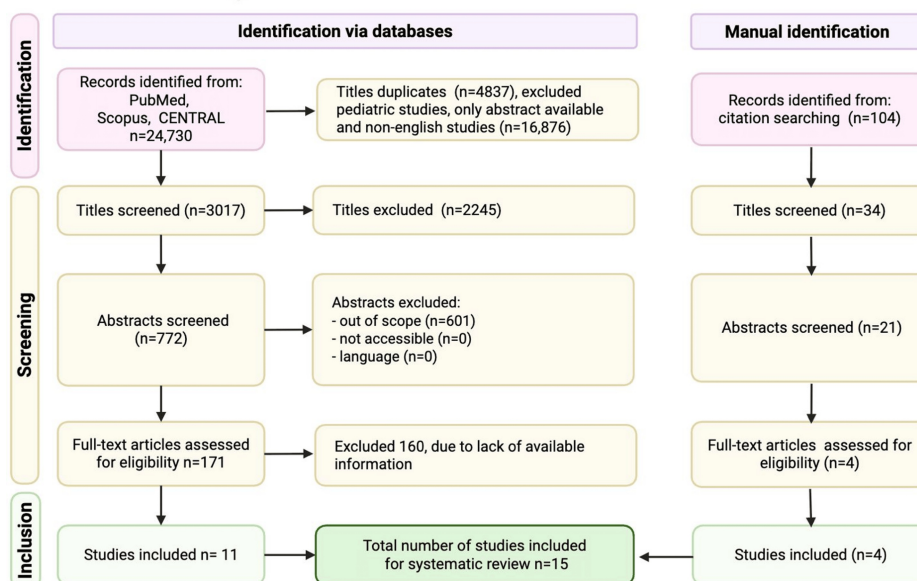 Identification via databases
Manual identification
Identification
Records identified from:
PubMed,
Scopus, CENTRAL
n=24,730
Titles duplicates (n=4837), excluded
pediatric studies, only abstract available
and non-english studies (n=16,876)
Records identified from:
citation searching (n=104)
Screening
Titles screened (n=3017)
Titles excluded (n=2245)
Titles screened (n=34)
Abstracts screened
(n=772)
Abstracts excluded:
- out of scope (n=601)
- not accessible (n=0)
- language (n=0)
Abstracts screened (n=21)
Full-text articles assessed
for eligibility n=171
Excluded 160, due to lack of available
information
Full-text articles assessed for
eligibility (n=4)
Inclusion
Studies included n= 11
Total number of studies included
for systematic review n=15
Studies included (n=4)